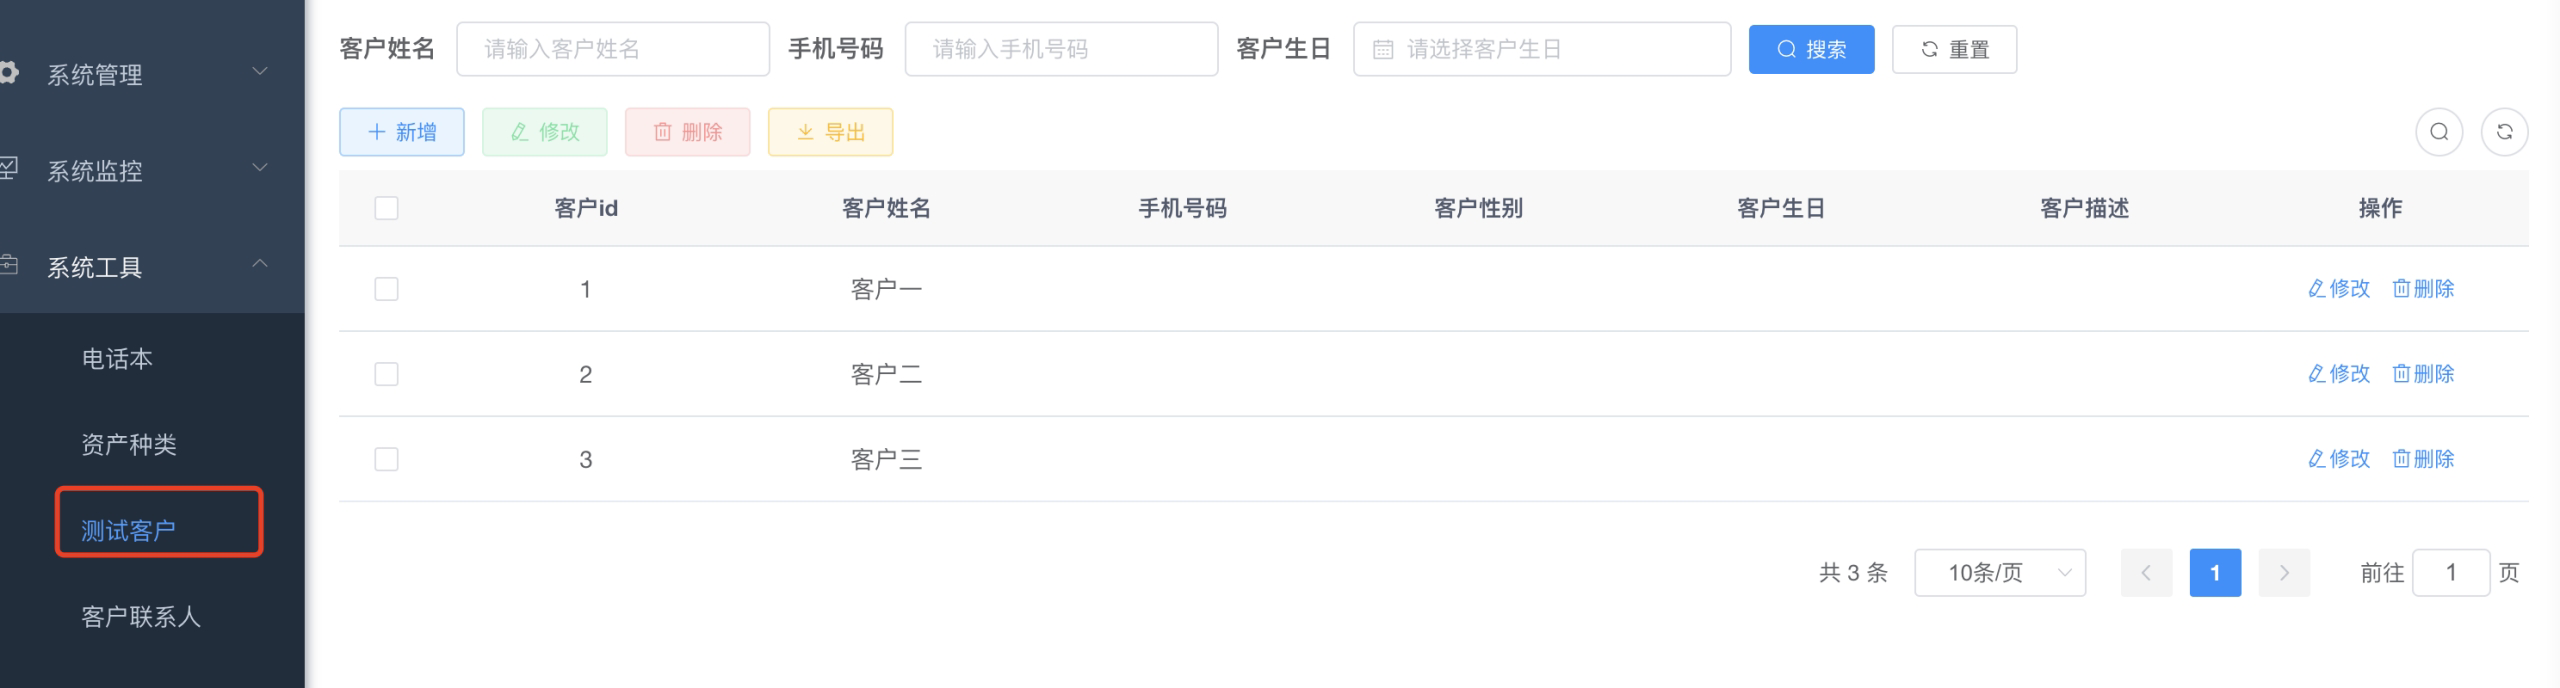 系统管理
系统监控
系统工具
电话本
资产种类
测试客户
客户联系人
客户姓名 请输入客户姓名 手机号码 请输入手机号码 客户生日 请选择客户生日 搜索 重置
新增 修改 删除 导出
客户id 客户姓名 手机号码 客户性别 客户生日 客户描述 操作
1 客户一 修改 删除
2 客户二 修改 删除
3 客户三 修改 删除
共 3 条 10条/页 1 前往 1 页